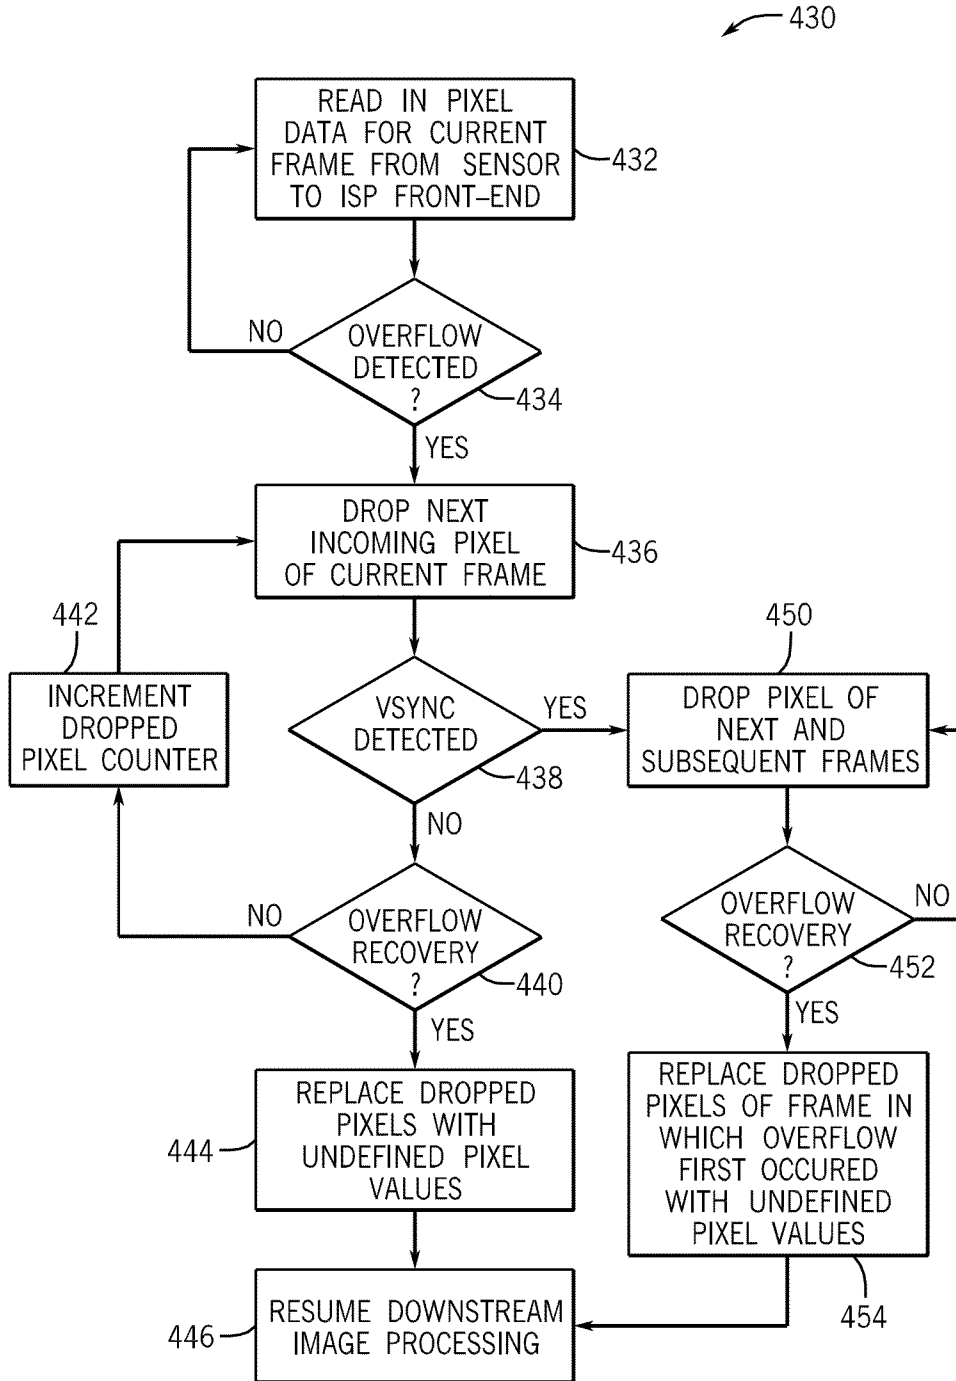 430
READ IN PIXEL
DATA FOR CURRENT
FRAME FROM SENSOR
TO ISP FRONT–END
432
NO
OVERFLOW
DETECTED
?
434
YES
DROP NEXT
INCOMING PIXEL
OF CURRENT FRAME
436
442
INCREMENT
DROPPED
PIXEL COUNTER
VSYNC
DETECTED
438
YES
NO
450
DROP PIXEL OF
NEXT AND
SUBSEQUENT FRAMES
NO
OVERFLOW
RECOVERY
?
440
YES
OVERFLOW
RECOVERY
?
452
NO
YES
444
REPLACE DROPPED
PIXELS WITH
UNDEFINED PIXEL
VALUES
REPLACE DROPPED
PIXELS OF FRAME IN
WHICH OVERFLOW
FIRST OCCURED
WITH UNDEFINED
PIXEL VALUES
454
446
RESUME DOWNSTREAM
IMAGE PROCESSING